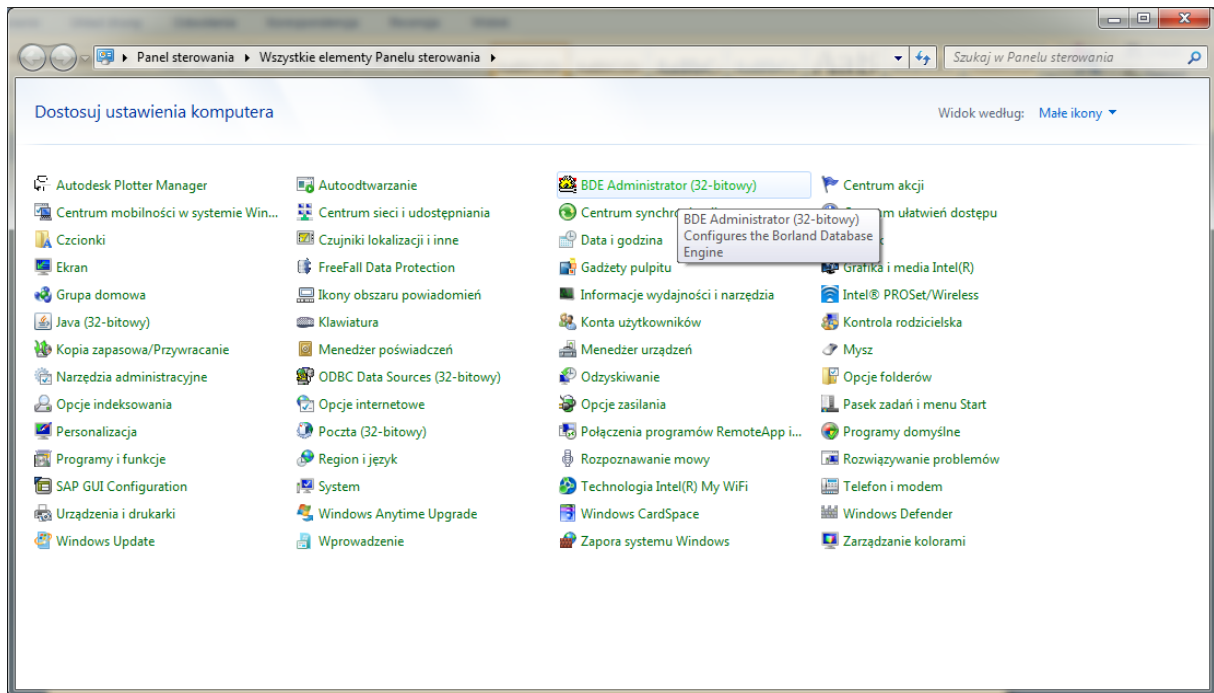 Panel sterowania Wszystkie elementy Panelu sterowania
Szukaj w Panelu sterowania
Dostosuj ustawienia komputera
Widok według: Małe ikony
Autodesk Plotter Manager
Autoodtwarzanie
BDE Administrator (32-bitowy)
Centrum akcji
Centrum mobilności w systemie Win...
Centrum sieci i udostępniania
Centrum
BDE Administrator (32-bitowy)
Configures the Borland Database
Engine
ułatwień dostępu
Czcionki
Czujniki lokalizacji i inne
Data i godzina
Ekran
FreeFall Data Protection
Gadżety pulpitu
Grafika i media Intel(R)
Grupa domowa
Ikony obszaru powiadomień
Informacje wydajności i narzędzia
Intel® PROSet/Wireless
Java (32-bitowy)
Klawiatura
Konta użytkowników
Kontrola rodzicielska
Kopia zapasowa/Przywracanie
Menedżer poświadczeń
Menedżer urządzeń
Mysz
Narzędzia administracyjne
ODBC Data Sources (32-bitowy)
Odzyskiwanie
Opcje folderów
Opcje indeksowania
Opcje internetowe
Opcje zasilania
Pasek zadań i menu Start
Personalizacja
Poczta (32-bitowy)
Połączenia programów RemoteApp i...
Programy domyślne
Programy i funkcje
Region i język
Rozpoznawanie mowy
Rozwiązywanie problemów
SAP GUI Configuration
System
Technologia Intel(R) My WiFi
Telefon i modem
Urządzenia i drukarki
Windows Anytime Upgrade
Windows CardSpace
Windows Defender
Windows Update
Wprowadzenie
Zapora systemu Windows
Zarządzanie kolorami